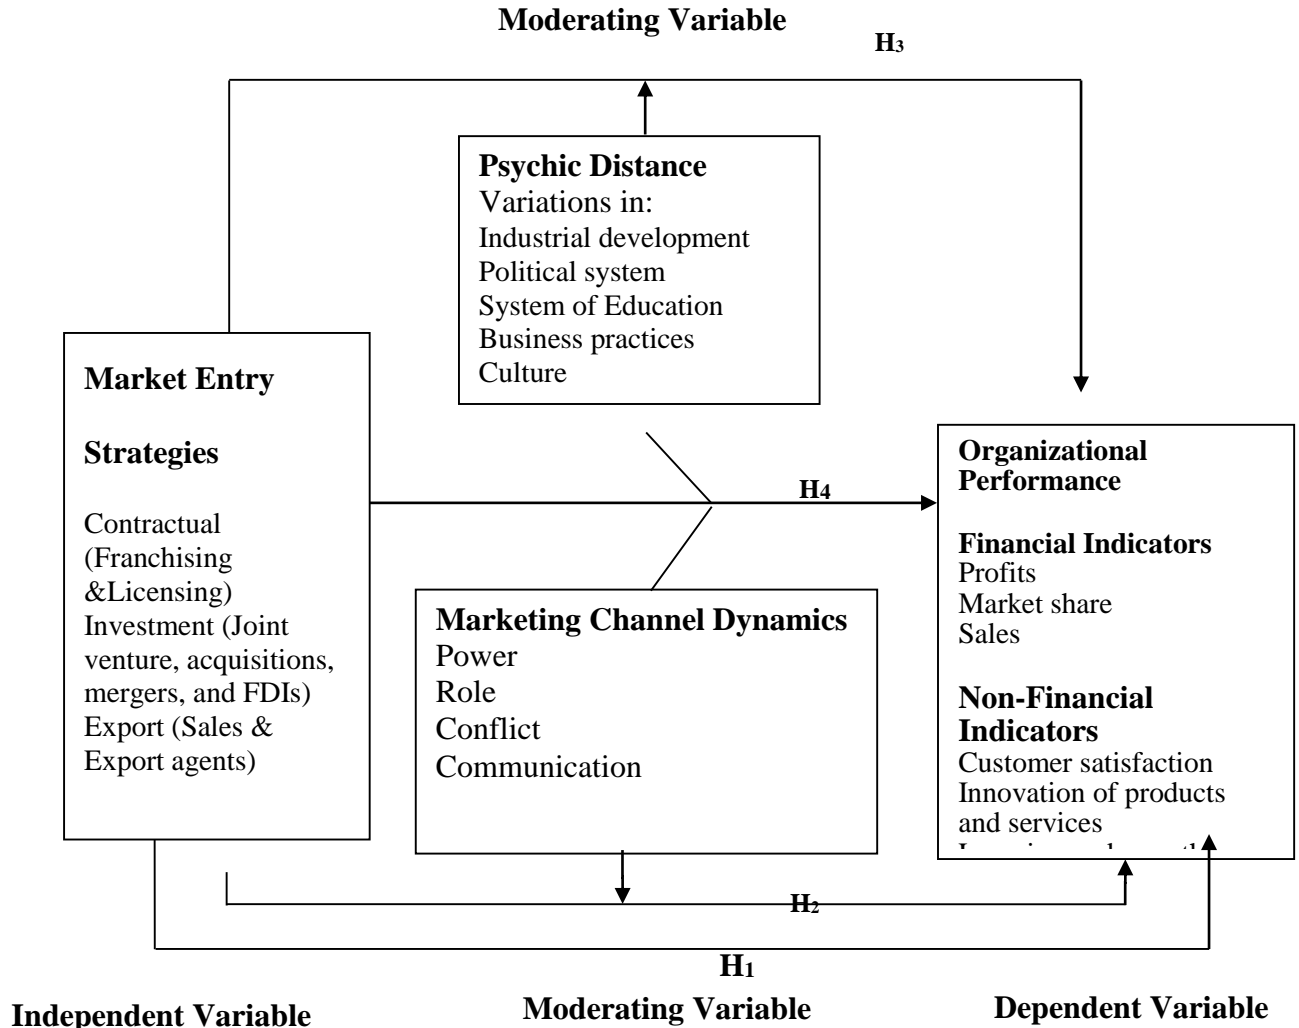 Moderating Variable
H3
Psychic Distance
Variations in:
Industrial development
Political system
System of Education
Business practices
Culture
Market Entry
Strategies
Contractual
(Franchising
&Licensing)
Investment (Joint
venture, acquisitions,
mergers, and FDIs)
Export (Sales &
Export agents)
H4
Marketing Channel Dynamics
Power
Role
Conflict
Communication
Organizational
Performance
Financial Indicators
Profits
Market share
Sales
Non-Financial
Indicators
Customer satisfaction
Innovation of products
and services
H2
H1
Independent Variable
Moderating Variable
Dependent Variable